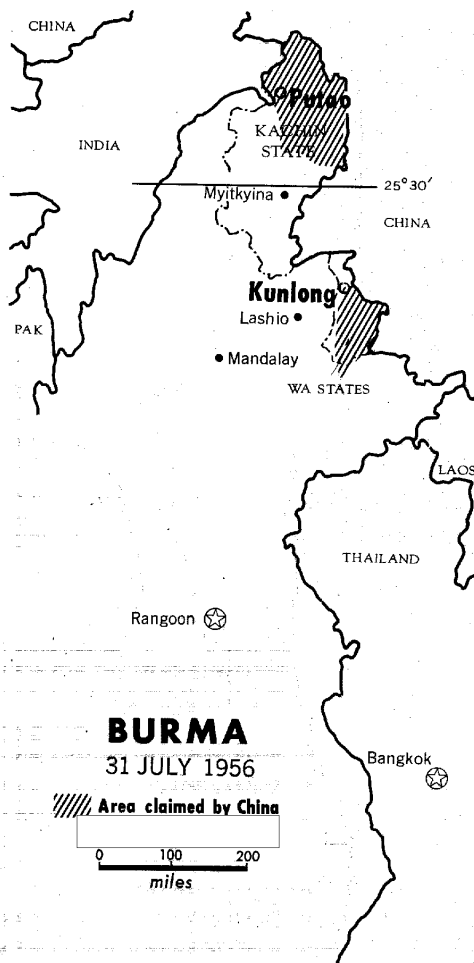 CHINA
Putao
INDIA
KACHIN
STATE
25°30′
Myitkyina
CHINA
Kunlong
Lashio
PAK
Mandalay
WA STATES
LAOS
THAILAND
Rangoon
BURMA
31 JULY 1956
Bangkok
Area claimed by China
0 100 200
miles